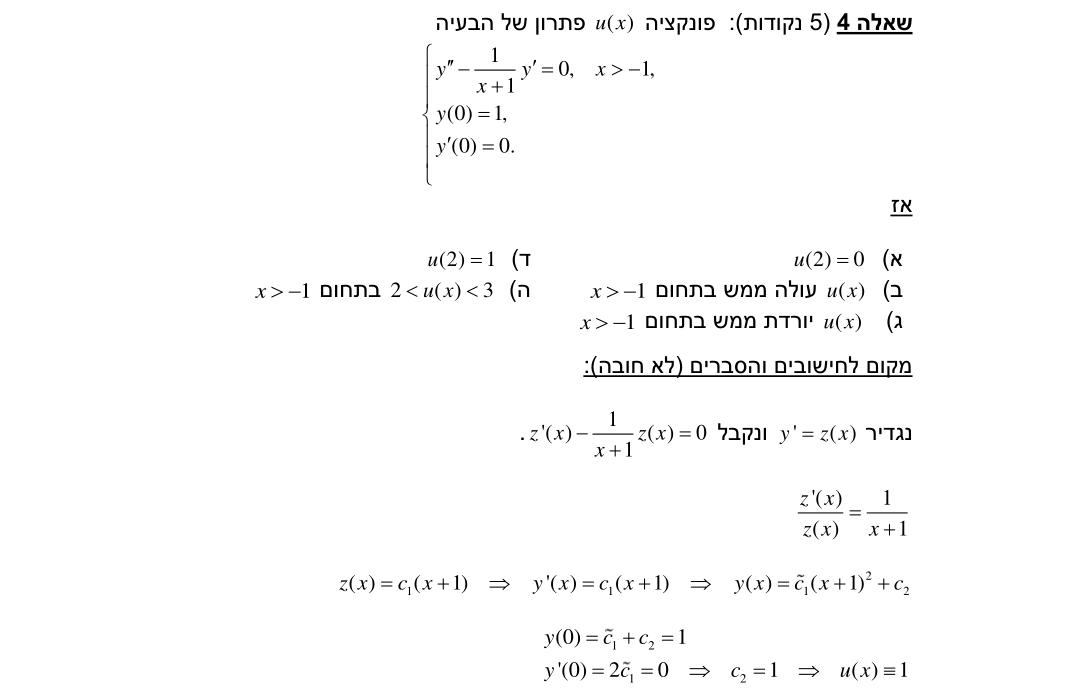 שאלה 4 (5 נקודות): פונקציה u(x) פתרון של הבעיה
y″ − 1/(x+1) y′ = 0, x > −1,
y(0) = 1,
y′(0) = 0.
אז
א) u(2) = 0
ד) u(2) = 1
ב) u(x) עולה ממש בתחום x > −1
ה) 2 < u(x) < 3 בתחום x > −1
ג) u(x) יורדת ממש בתחום x > −1
מקום לחישובים והסברים (לא חובה):
נגדיר y' = z(x) ונקבל z'(x) − 1/(x+1) z(x) = 0.
z'(x)/z(x) = 1/(x+1)
z(x) = c₁(x+1) ⇒ y'(x) = c₁(x+1) ⇒ y(x) = c̃₁(x+1)² + c₂
y(0) = c̃₁ + c₂ = 1
y'(0) = 2c̃₁ = 0 ⇒ c₂ = 1 ⇒ u(x) ≡ 1